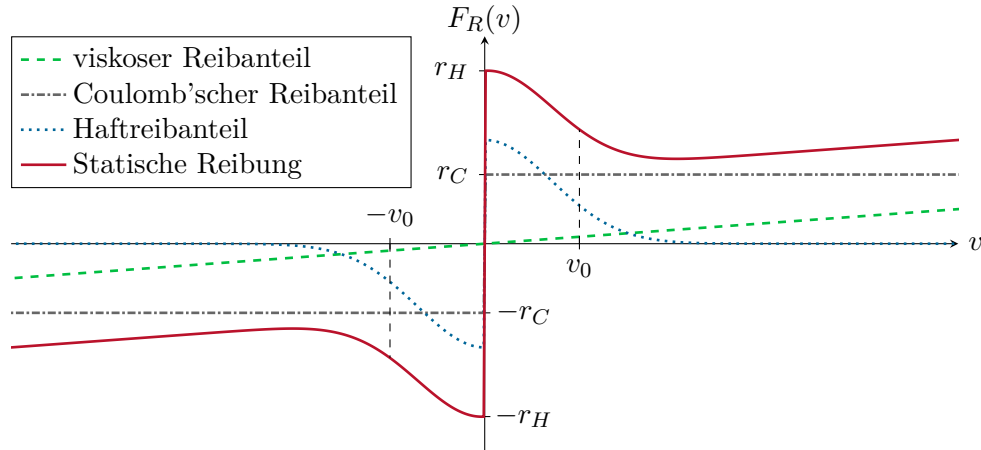 F_R(v)
viskoser Reibanteil
Coulomb'scher Reibanteil
Haftreibanteil
Statische Reibung
r_H
r_C
−v_0
v
v_0
−r_C
−r_H